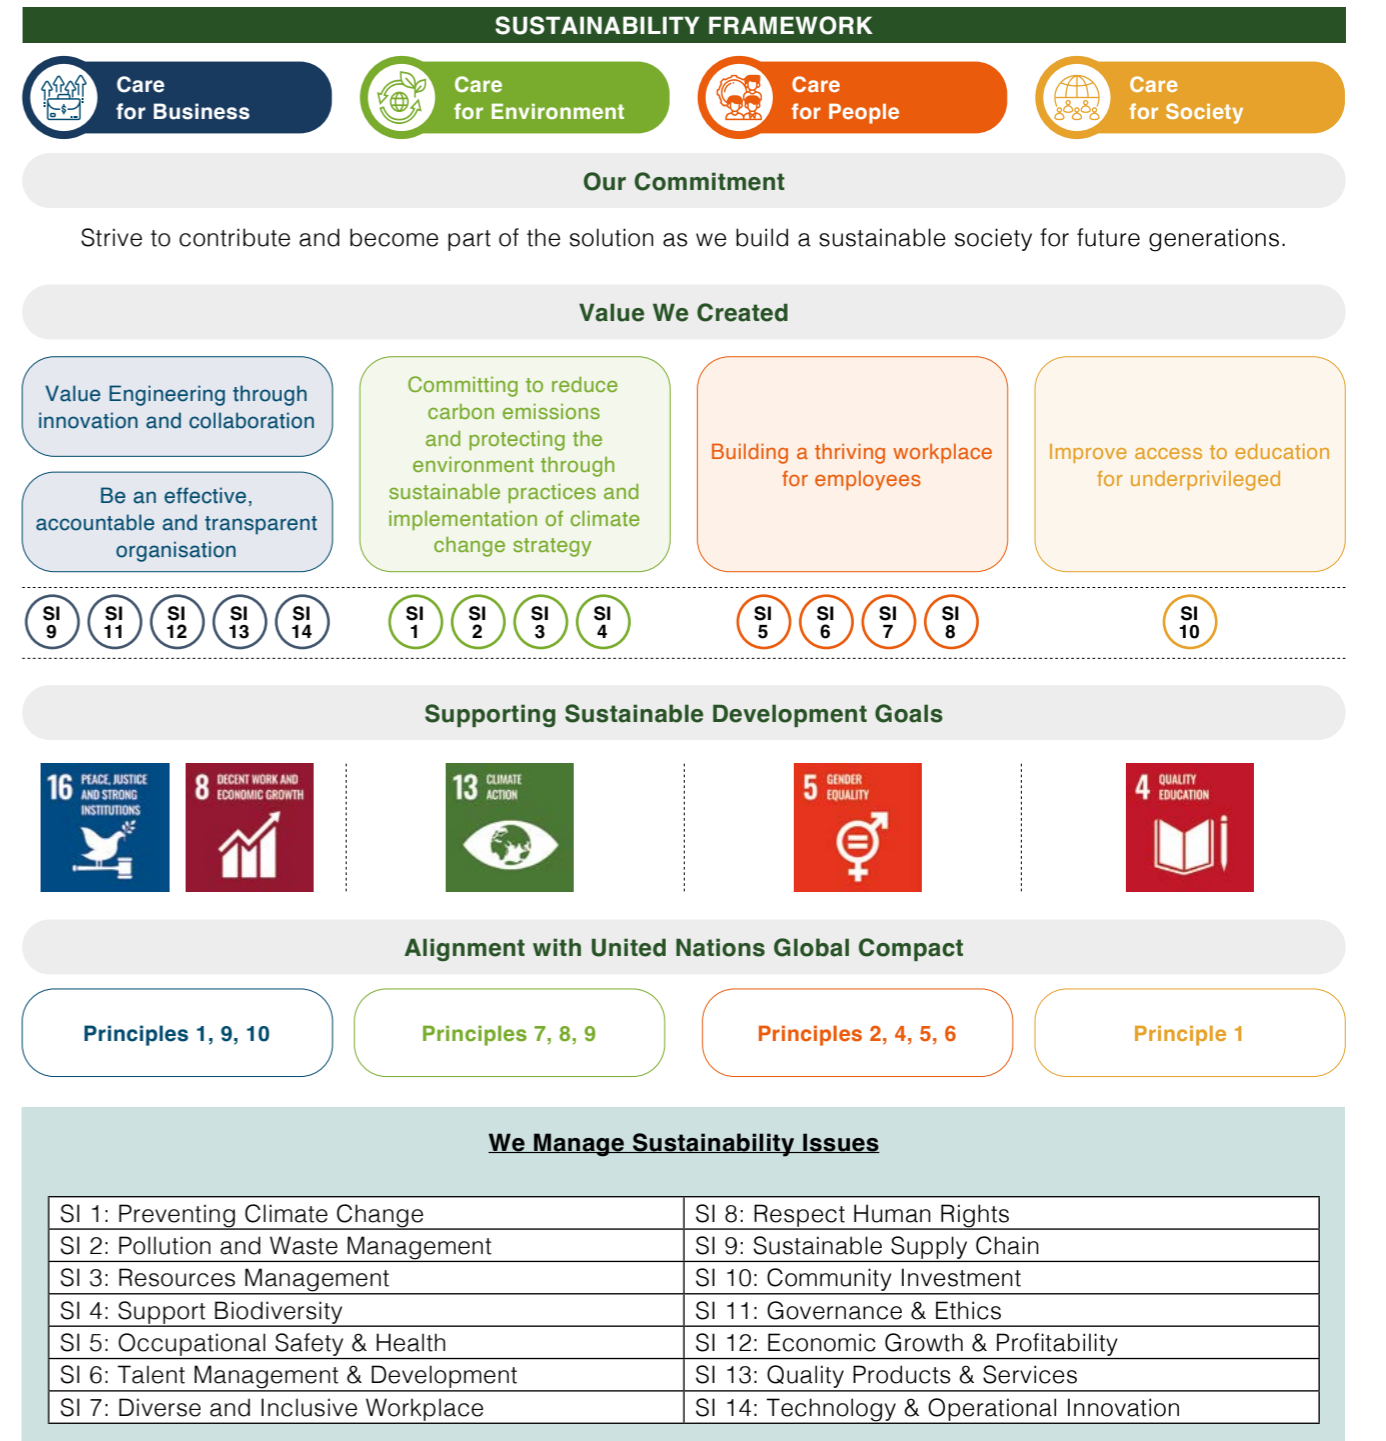 SUSTAINABILITY FRAMEWORK
Care
for Business
Care
for Environment
Care
for People
Care
for Society
Our Commitment
Strive to contribute and become part of the solution as we build a sustainable society for future generations.
Value We Created
Value Engineering through
innovation and collaboration
Be an effective,
accountable and transparent
organisation
Committing to reduce
carbon emissions
and protecting the
environment through
sustainable practices and
implementation of climate
change strategy
Building a thriving workplace
for employees
Improve access to education
for underprivileged
SI
9
SI
11
SI
12
SI
13
SI
14
SI
1
SI
2
SI
3
SI
4
SI
5
SI
6
SI
7
SI
8
SI
10
Supporting Sustainable Development Goals
16 PEACE, JUSTICE
AND STRONG
INSTITUTIONS
8 DECENT WORK AND
ECONOMIC GROWTH
13 CLIMATE
ACTION
5 GENDER
EQUALITY
4 QUALITY
EDUCATION
Alignment with United Nations Global Compact
Principles 1, 9, 10
Principles 7, 8, 9
Principles 2, 4, 5, 6
Principle 1
We Manage Sustainability Issues
SI 1: Preventing Climate Change
SI 8: Respect Human Rights
SI 2: Pollution and Waste Management
SI 9: Sustainable Supply Chain
SI 3: Resources Management
SI 10: Community Investment
SI 4: Support Biodiversity
SI 11: Governance & Ethics
SI 5: Occupational Safety & Health
SI 12: Economic Growth & Profitability
SI 6: Talent Management & Development
SI 13: Quality Products & Services
SI 7: Diverse and Inclusive Workplace
SI 14: Technology & Operational Innovation